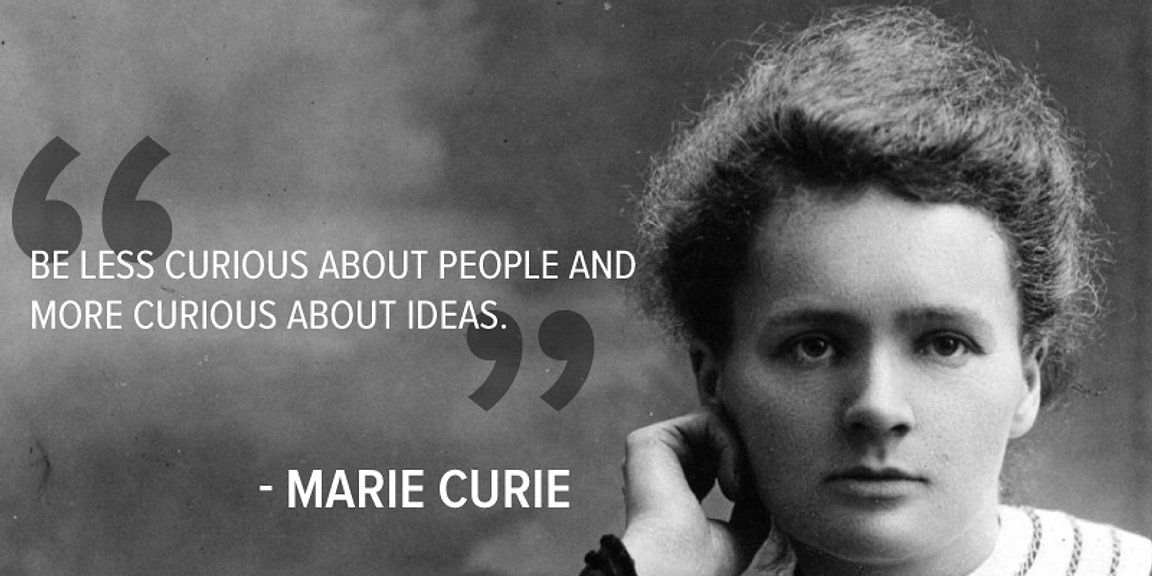 BE LESS CURIOUS ABOUT PEOPLE AND
MORE CURIOUS ABOUT IDEAS.
- MARIE CURIE